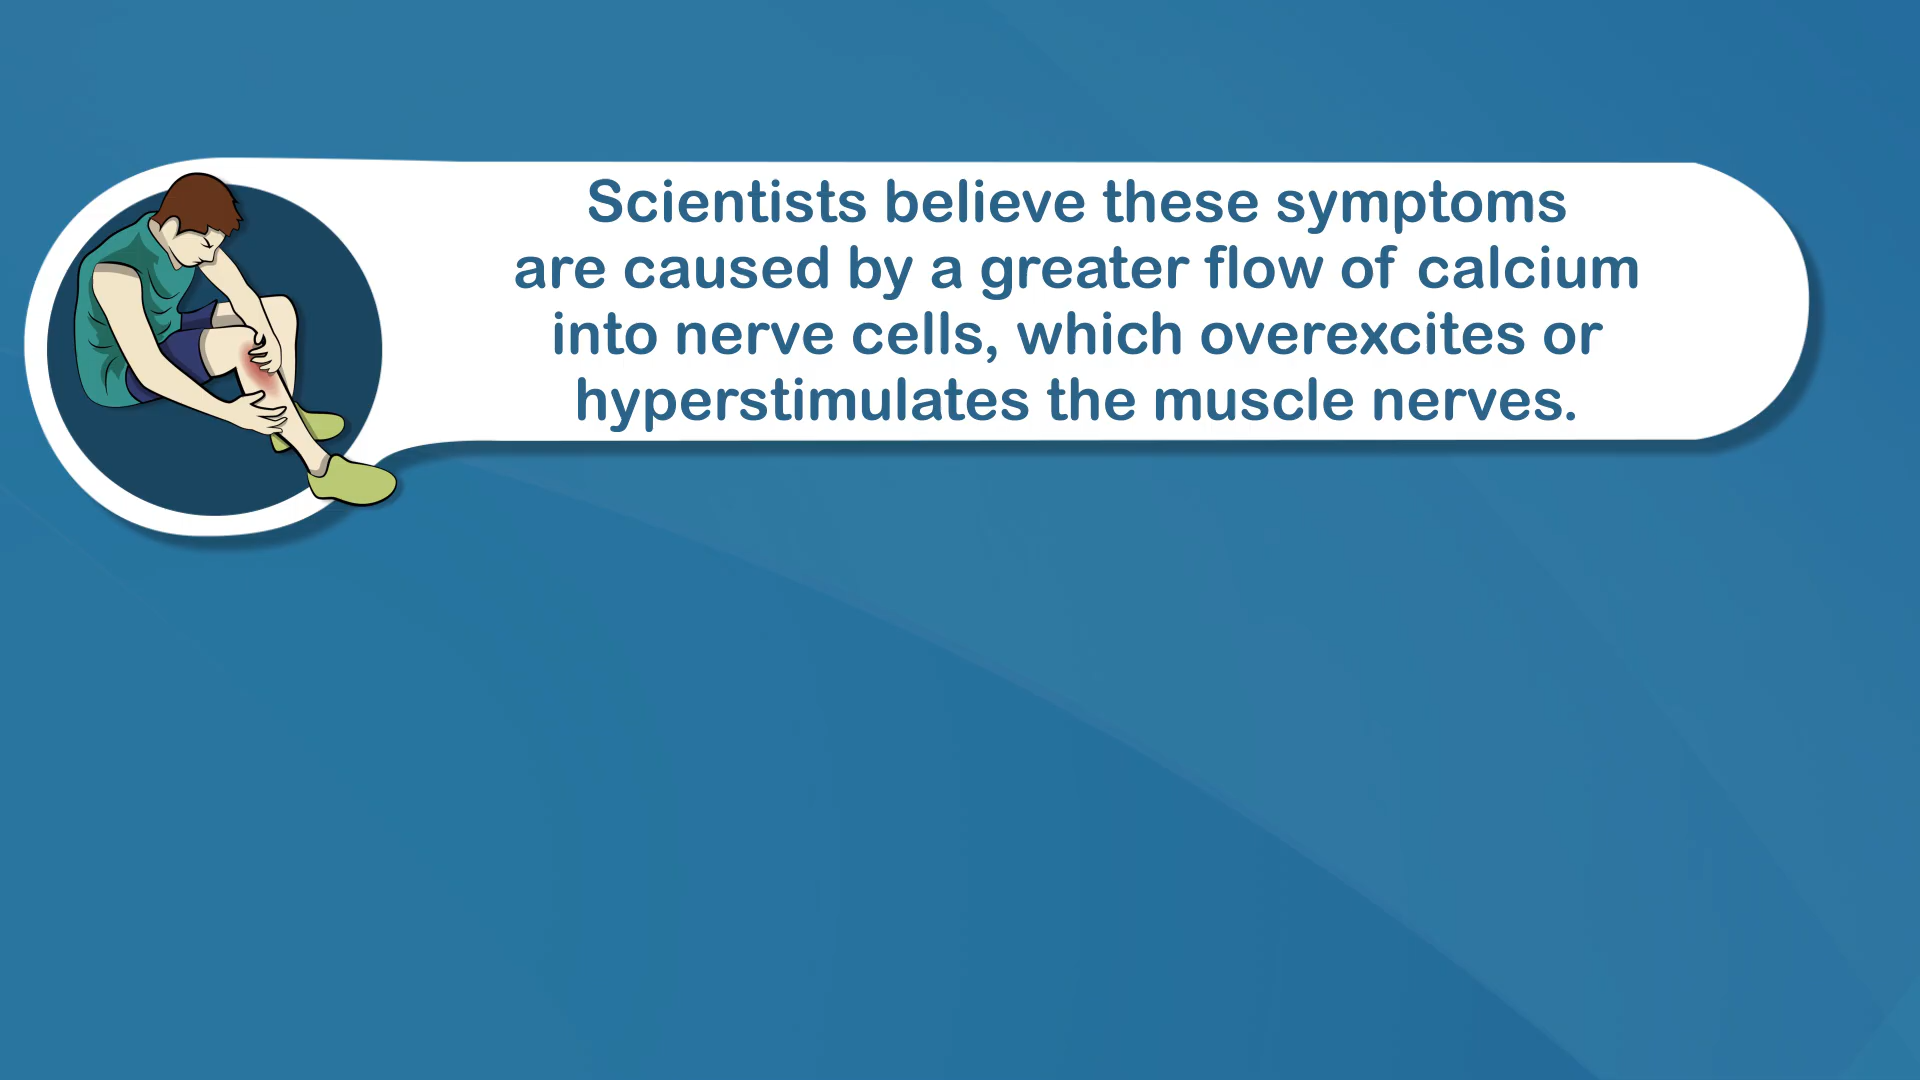 Scientists believe these symptoms
are caused by a greater flow of calcium
into nerve cells, which overexcites or
hyperstimulates the muscle nerves.